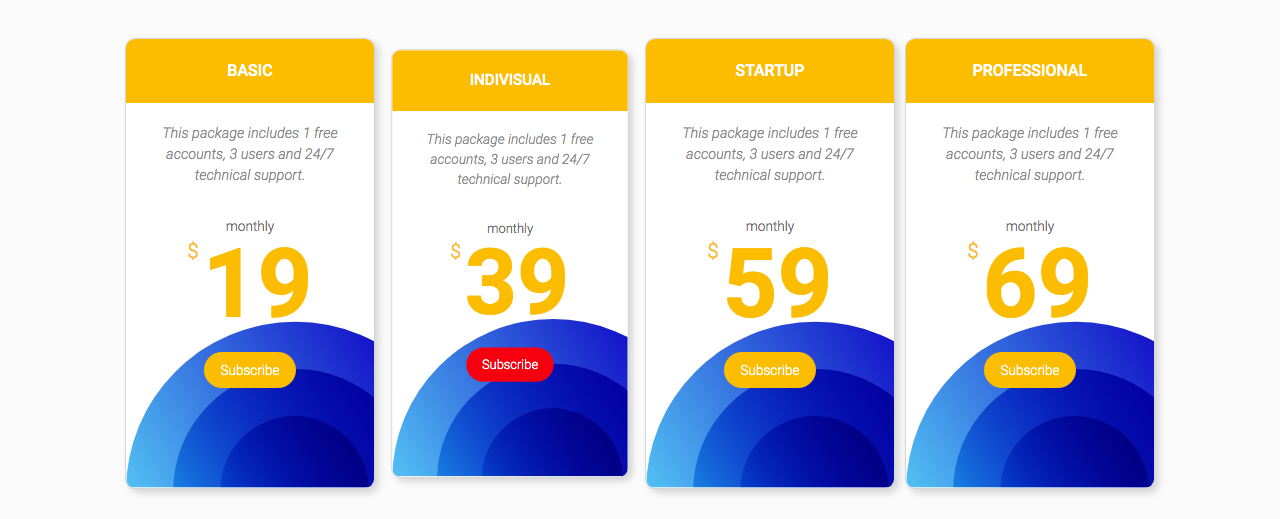 BASIC
This package includes 1 free
accounts, 3 users and 24/7
technical support.
monthly
$ 19
Subscribe
INDIVISUAL
This package includes 1 free
accounts, 3 users and 24/7
technical support.
monthly
$ 39
Subscribe
STARTUP
This package includes 1 free
accounts, 3 users and 24/7
technical support.
monthly
$ 59
Subscribe
PROFESSIONAL
This package includes 1 free
accounts, 3 users and 24/7
technical support.
monthly
$ 69
Subscribe